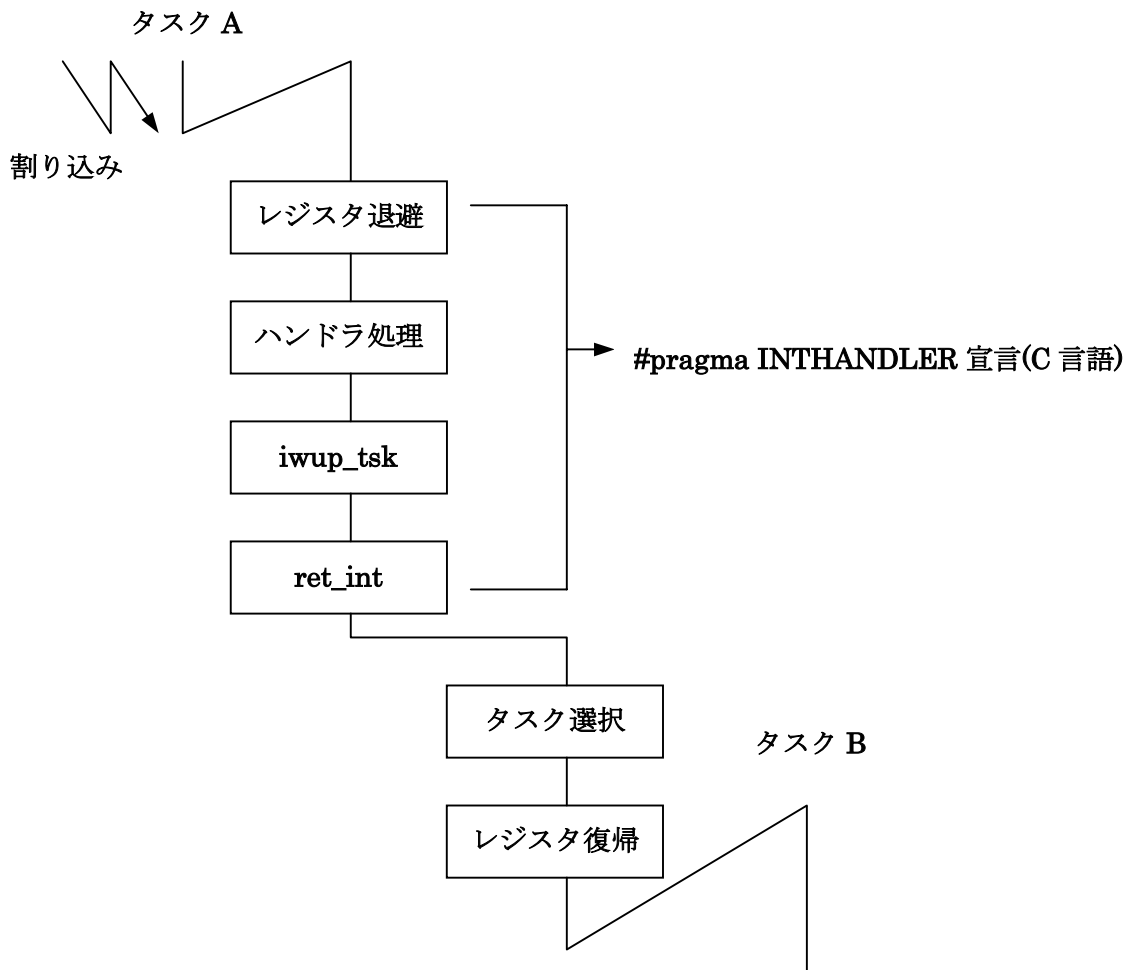 タスク A
割り込み
レジスタ退避
ハンドラ処理
#pragma INTHANDLER 宣言(C 言語)
iwup_tsk
ret_int
タスク選択
タスク B
レジスタ復帰